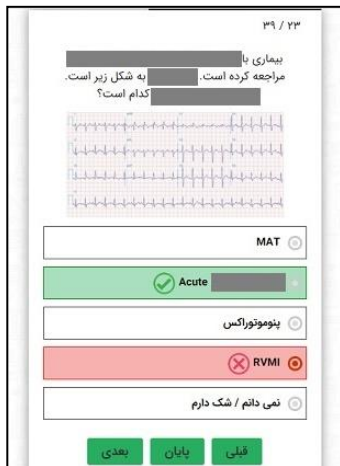 ۳۹ / ۲۳
بیماری با
مراجعه کرده است. به شکل زیر است.
کدام است؟
MAT
Acute
پنوموتوراکس
RVMI
نمی دانم / شک دارم
قبلی پایان بعدی